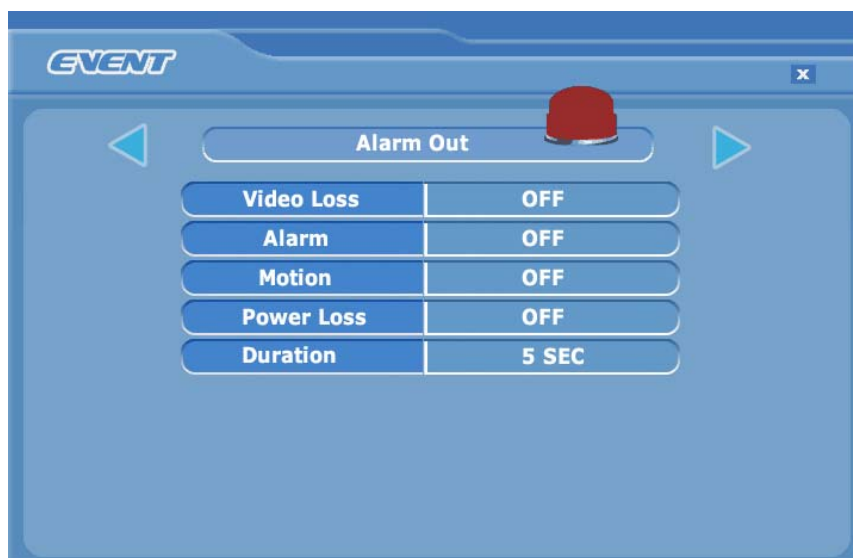 EVENT
X
Alarm Out
Video Loss OFF
Alarm OFF
Motion OFF
Power Loss OFF
Duration 5 SEC